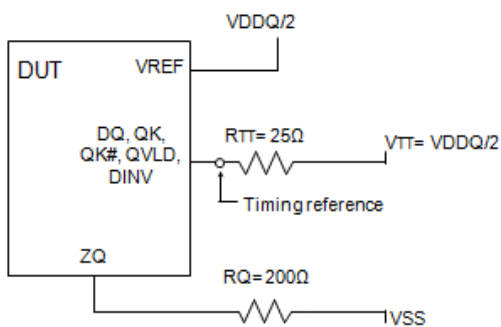 VDDQ/2
DUT
VREF
DQ, QK,
QK#, QVLD,
DINV
RTT= 25Ω
VTT= VDDQ/2
Timing reference
ZQ
RQ=200Ω
VSS